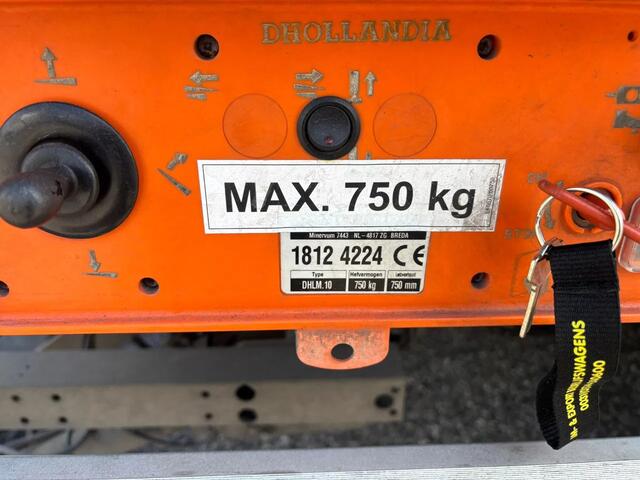 DHOLLANDIA
MAX. 750 kg
Minervum 7443 NL - 4817 ZG BREDA
1812 4224 CE
Type Hefvermogen
DHLM.10 750 kg 750 mm
& EXPORT